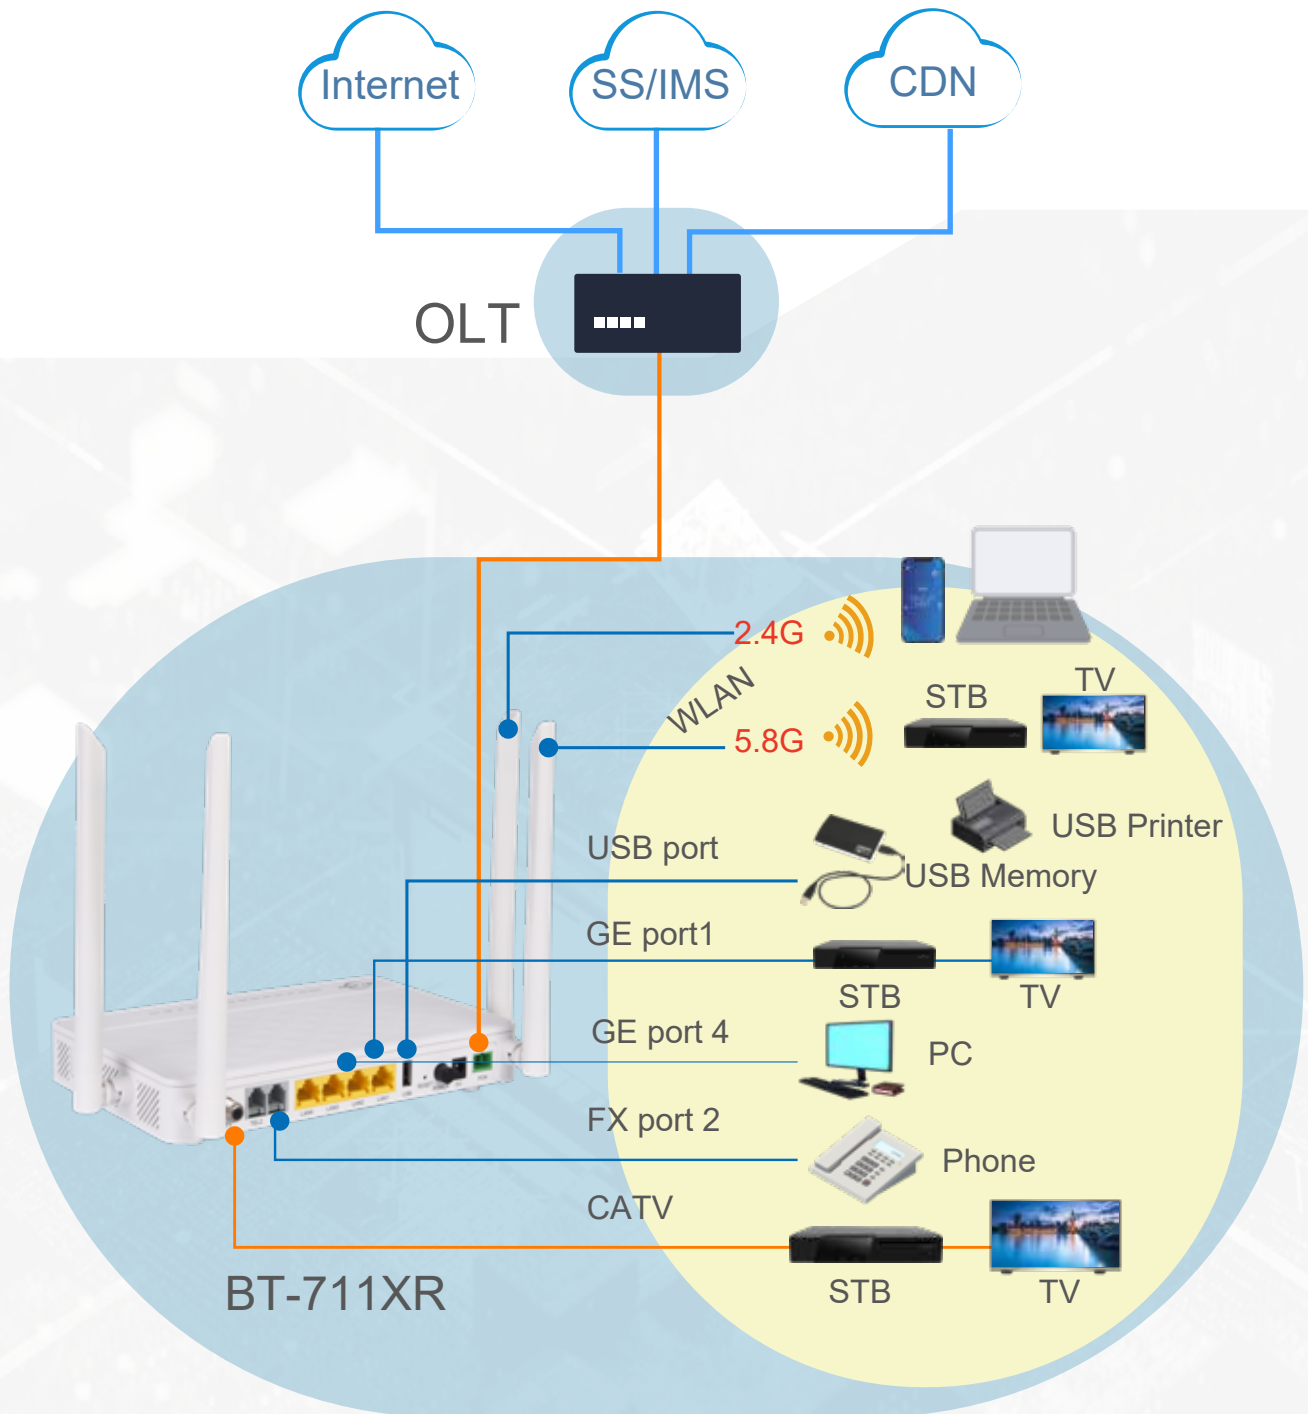 Internet
SS/IMS
CDN
OLT
2.4G
WLAN
5.8G
STB
TV
USB port
USB Printer
USB Memory
GE port1
STB
TV
GE port 4
PC
FX port 2
Phone
CATV
STB
TV
BT-711XR